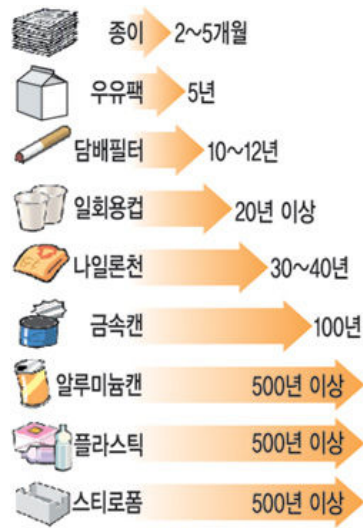 종이 2~5개월
우유팩 5년
담배필터 10~12년
일회용컵 20년 이상
나일론천 30~40년
금속캔 100년
알루미늄캔 500년 이상
플라스틱 500년 이상
스티로폼 500년 이상